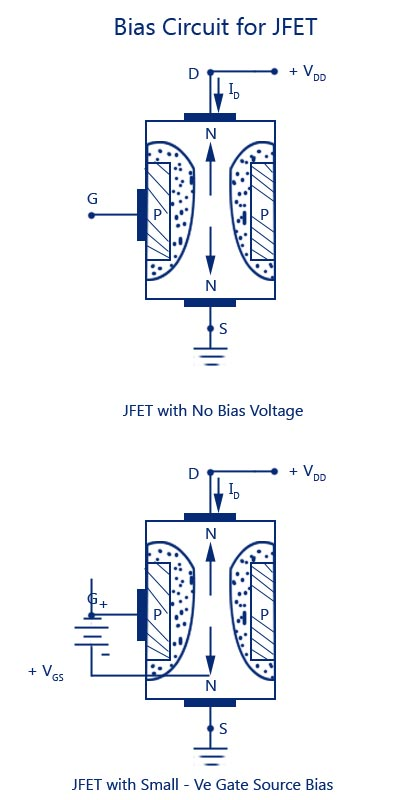 Bias Circuit for JFET
D
+ VDD
ID
N
G
P
P
N
S
JFET with No Bias Voltage
D
+ VDD
ID
N
G+
P
P
-
+ VGS
N
S
JFET with Small - Ve Gate Source Bias